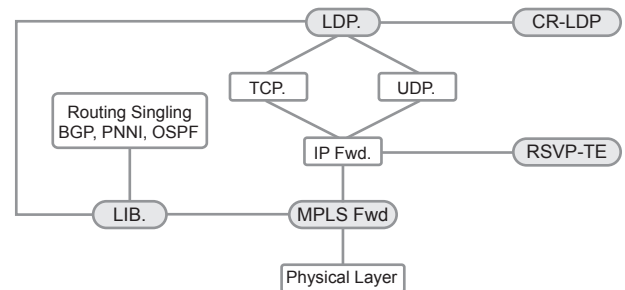 LDP.
CR-LDP
TCP.
UDP.
Routing Singling
BGP, PNNI, OSPF
IP Fwd.
RSVP-TE
LIB.
MPLS Fwd
Physical Layer